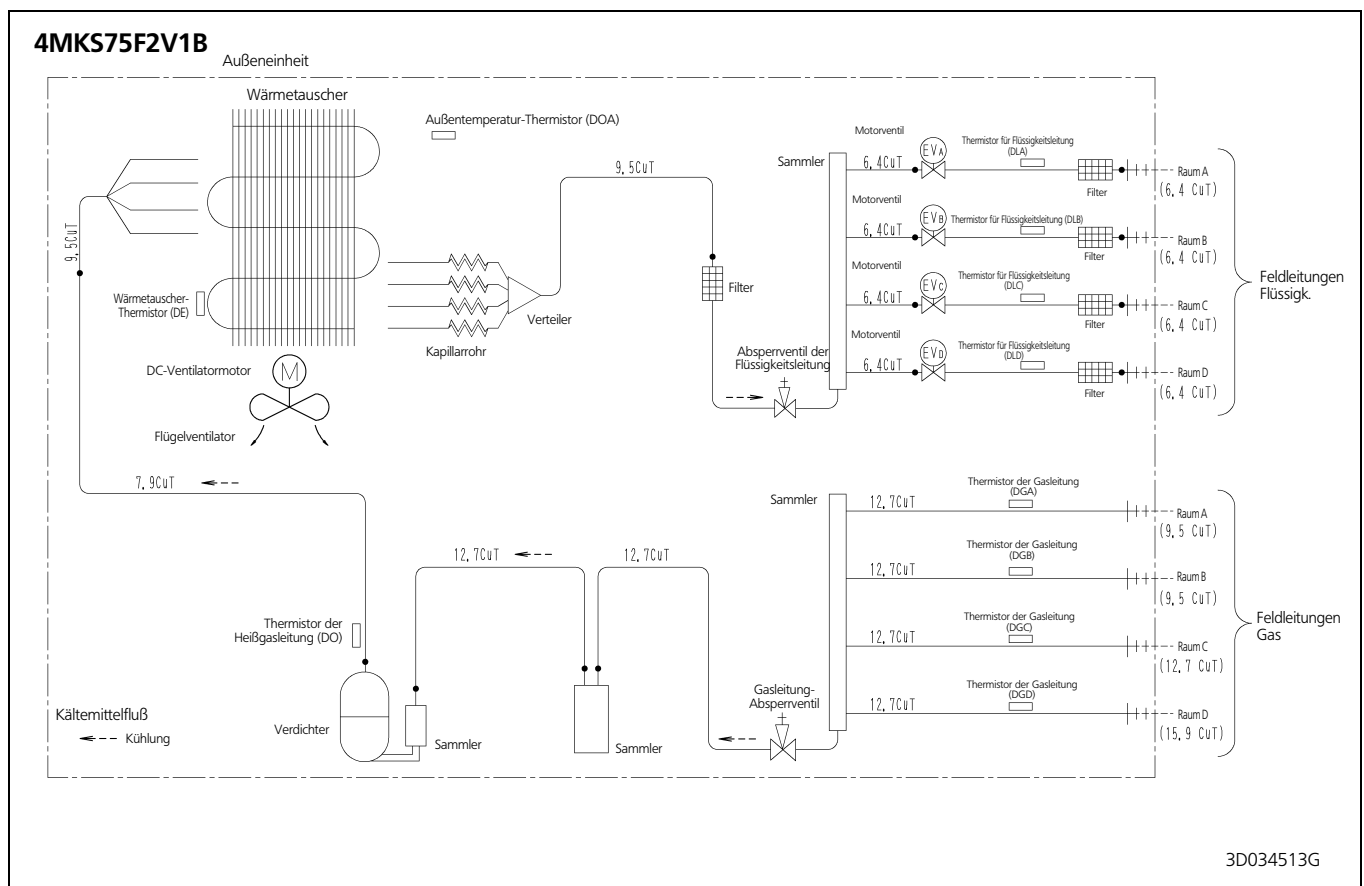 4MKS75F2V1B
Außeneinheit
Wärmetauscher
Außentemperatur-Thermistor (DOA)
9,5CuT
9,5CuT
Wärmetauscher-
Thermistor (DE)
Kapillarrohr
Verteiler
Filter
Absperrventil der
Flüssigkeitsleitung
DC-Ventilatormotor
M
Flügelventilator
Sammler
Motorventil
6,4CuT
EVA
Thermistor für Flüssigkeitsleitung
(DLA)
Filter
Raum A
(6,4 CuT)
Motorventil
6,4CuT
EVB
Thermistor für Flüssigkeitsleitung (DLB)
Filter
Raum B
(6,4 CuT)
Motorventil
6,4CuT
EVC
Thermistor für Flüssigkeitsleitung
(DLC)
Filter
Raum C
(6,4 CuT)
Motorventil
6,4CuT
EVD
Thermistor für Flüssigkeitsleitung
(DLD)
Filter
Raum D
(6,4 CuT)
Feldleitungen
Flüssigk.
7,9CuT
12,7CuT
12,7CuT
Thermistor der
Heißgasleitung (DO)
Verdichter
Sammler
Sammler
Gasleitung-
Absperrventil
Sammler
12,7CuT
Thermistor der Gasleitung
(DGA)
Raum A
(9,5 CuT)
12,7CuT
Thermistor der Gasleitung
(DGB)
Raum B
(9,5 CuT)
12,7CuT
Thermistor der Gasleitung
(DGC)
Raum C
(12,7 CuT)
12,7CuT
Thermistor der Gasleitung
(DGD)
Raum D
(15,9 CuT)
Feldleitungen
Gas
Kältemittelfluß
Kühlung
3D034513G